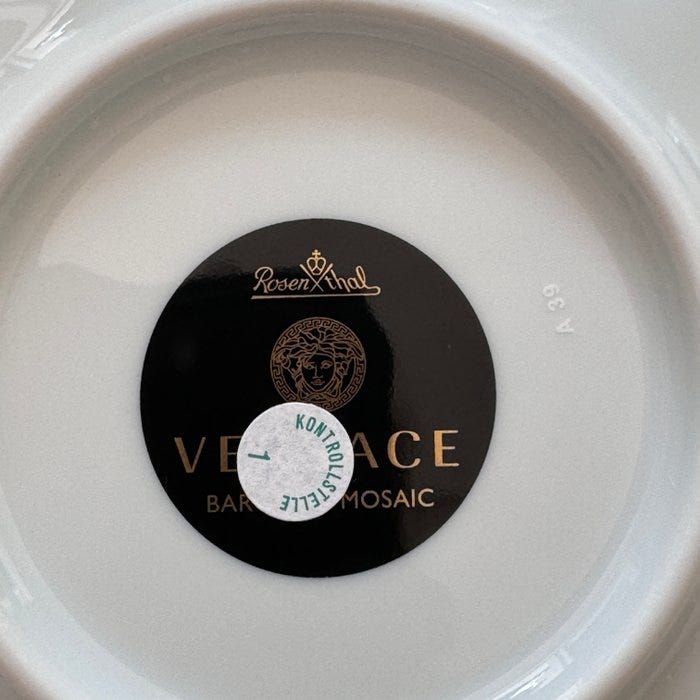 Rosenthal
VE ACE
BAR MOSAIC
KONTROLLSTELLE
1
A 39